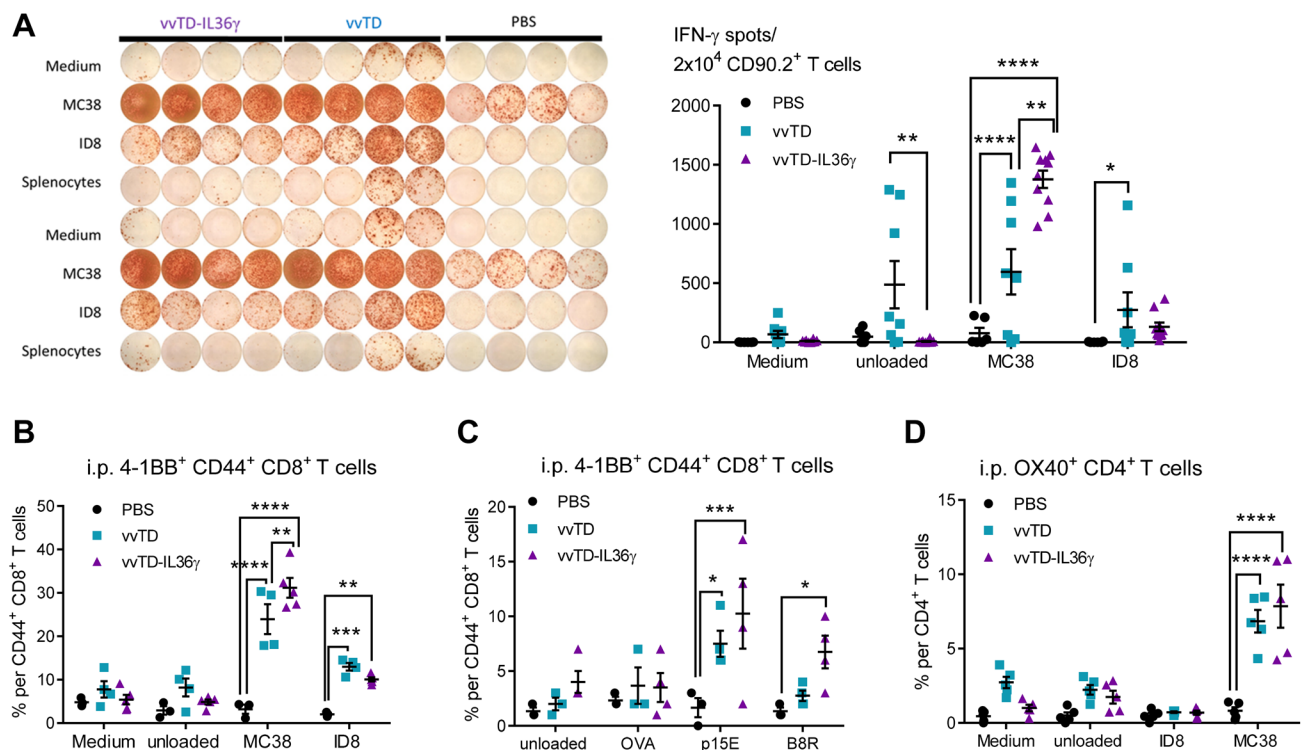 A
vvTD-IL36γ
vvTD
PBS
Medium
MC38
ID8
Splenocytes
Medium
MC38
ID8
Splenocytes
IFN-γ spots/
2x10⁴ CD90.2⁺ T cells
2000
1500
1000
500
0
PBS
vvTD
vvTD-IL36γ
****
**
****
**
*
Medium
unloaded
MC38
ID8
B
i.p. 4-1BB⁺ CD44⁺ CD8⁺ T cells
% per CD44⁺ CD8⁺ T cells
50
40
30
20
10
0
PBS
vvTD
vvTD-IL36γ
****
**
****
**
***
Medium
unloaded
MC38
ID8
C
i.p. 4-1BB⁺ CD44⁺ CD8⁺ T cells
% per CD44⁺ CD8⁺ T cells
20
15
10
5
0
PBS
vvTD
vvTD-IL36γ
***
*
*
unloaded
OVA
p15E
B8R
D
i.p. OX40⁺ CD4⁺ T cells
% per CD4⁺ T cells
15
10
5
0
PBS
vvTD
vvTD-IL36γ
****
****
Medium
unloaded
ID8
MC38